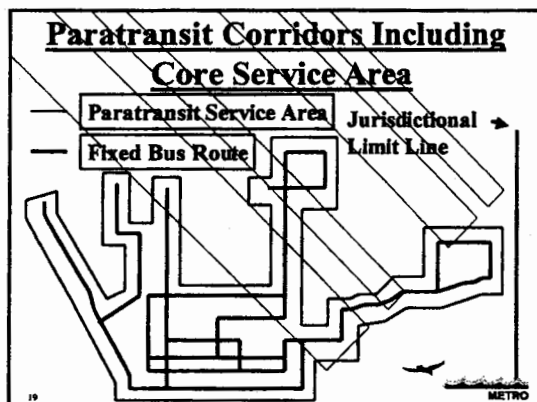 Paratransit Corridors Including
Core Service Area
Paratransit Service Area
Fixed Bus Route
Jurisdictional
Limit Line
19
METRO